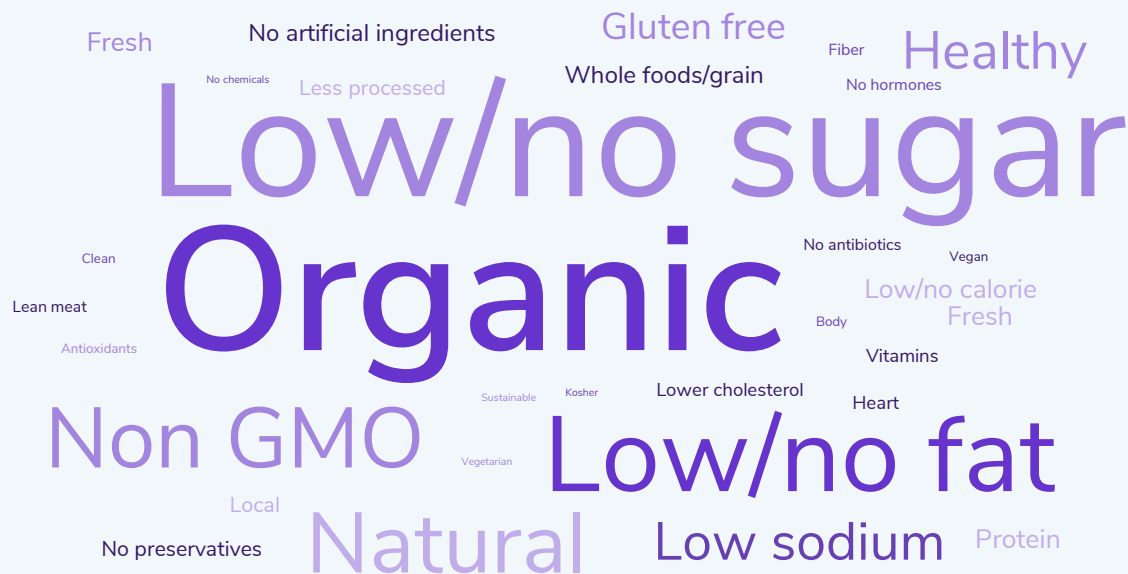 Fresh
No artificial ingredients
Gluten free
Fiber
Healthy
No chemicals
Less processed
Whole foods/grain
No hormones
Low/no sugar
Organic
No antibiotics
Vegan
Clean
Low/no calorie
Lean meat
Fresh
Body
Antioxidants
Vitamins
Sustainable
Kosher
Lower cholesterol
Heart
Non GMO
Low/no fat
Vegetarian
Local
Natural
Low sodium
Protein
No preservatives